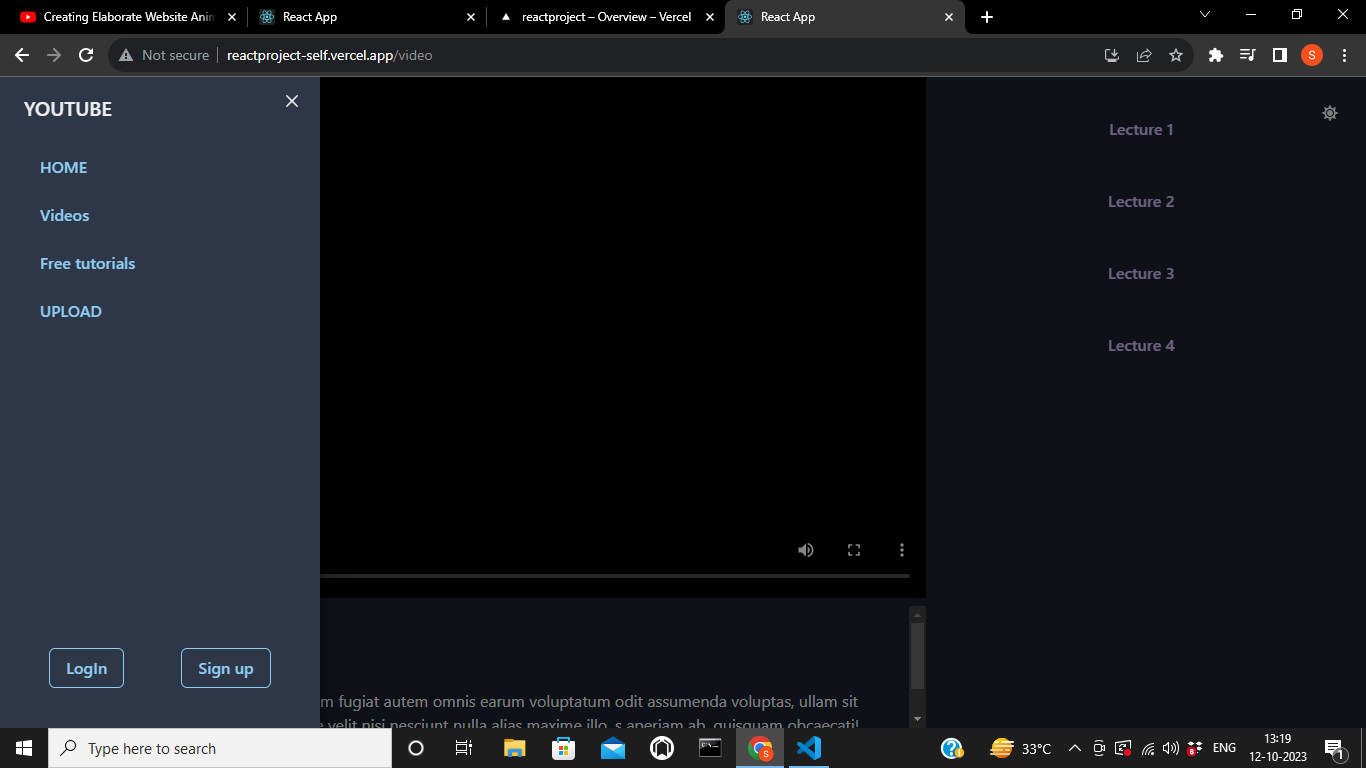 Creating Elaborate Website Anin
React App
reactproject – Overview – Vercel
React App
Not secure
reactproject-self.vercel.app/video
S
YOUTUBE
HOME
Videos
Free tutorials
UPLOAD
LogIn
Sign up
Lecture 1
Lecture 2
Lecture 3
Lecture 4
m fugiat autem omnis earum voluptatum odit assumenda voluptas, ullam sit
velit nisi nesciunt nulla alias maxime illo, s aperiam ab, quisquam obcaecati!
Type here to search
S
33°C
8
ENG
13:19
12-10-2023
1